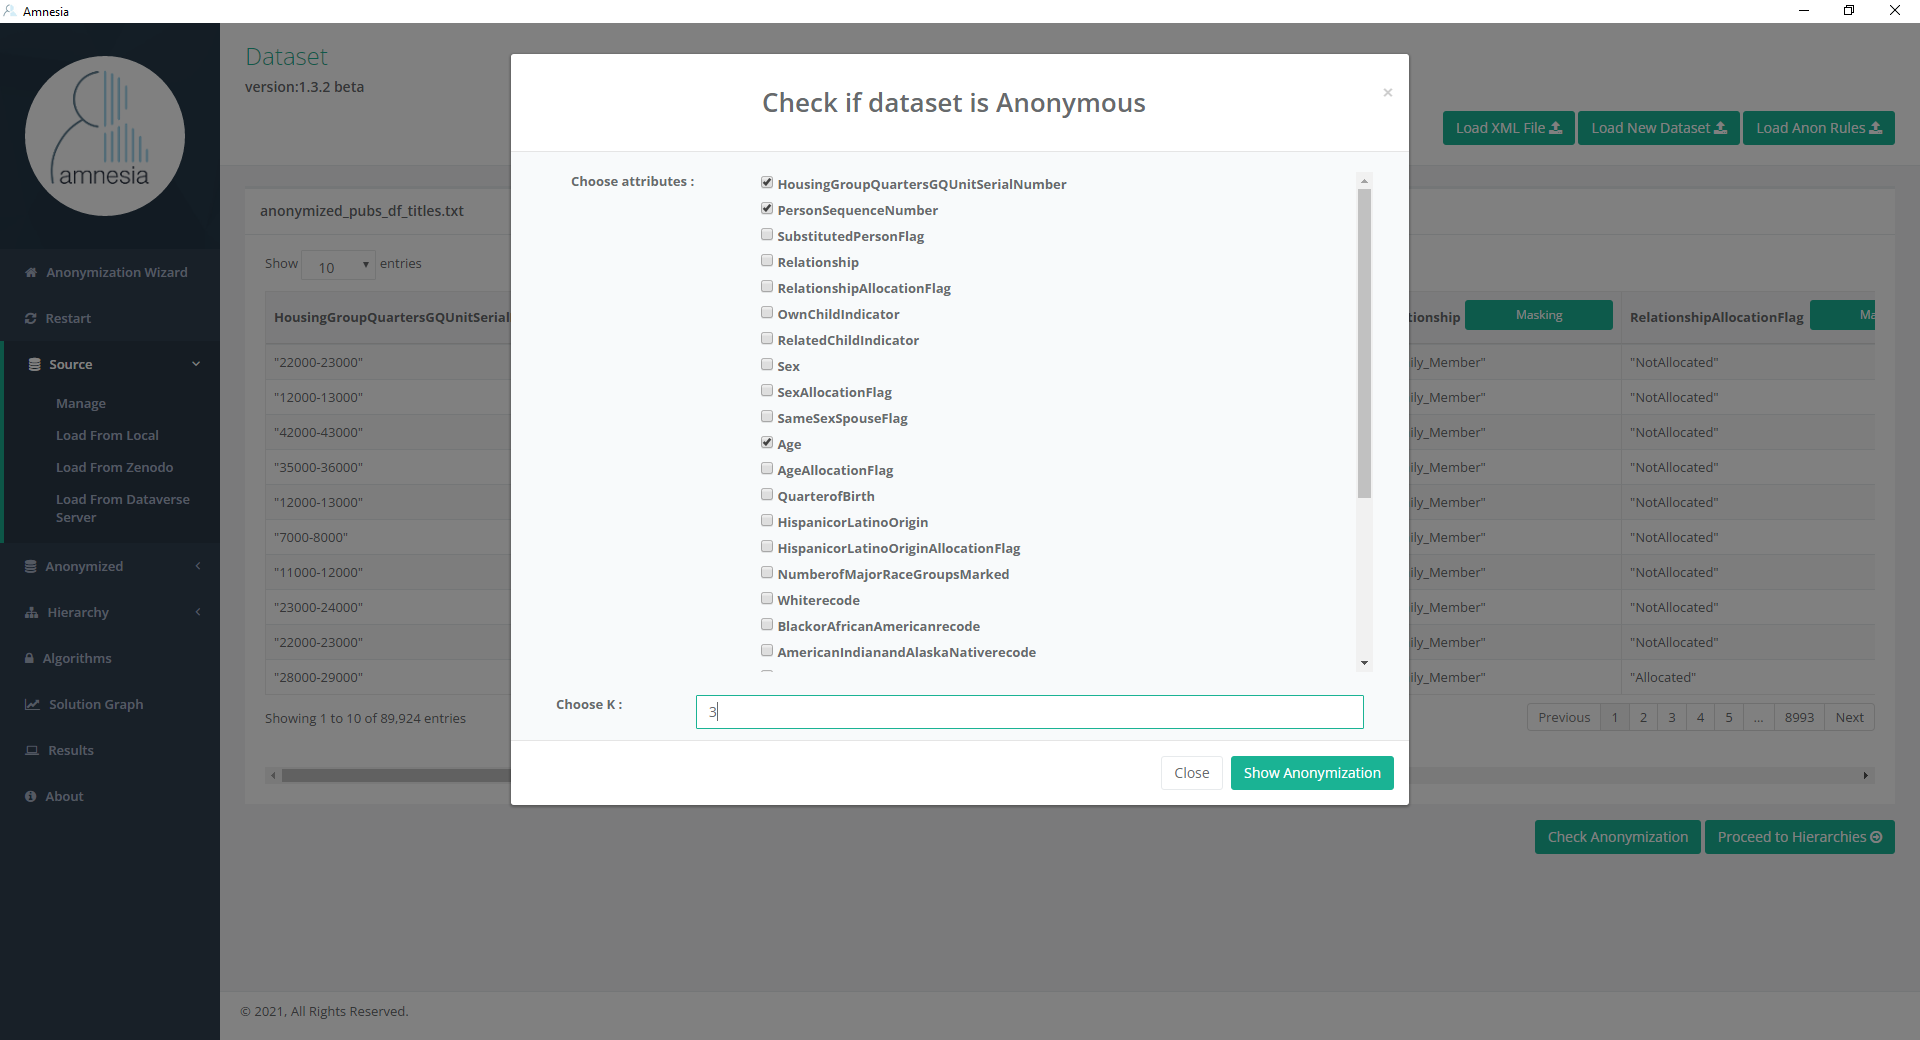 Amnesia
amnesia
Anonymization Wizard
Restart
Source
Manage
Load From Local
Load From Zenodo
Load From Dataverse
Server
Anonymized
Hierarchy
Algorithms
Solution Graph
Results
About
Dataset
version:1.3.2 beta
Load XML File
Load New Dataset
Load Anon Rules
anonymized_pubs_df_titles.txt
Show 10 entries
HousingGroupQuartersGQUnitSerial
tionship Masking RelationshipAllocationFlag Ma
"22000-23000" ily_Member" "NotAllocated"
"12000-13000" ily_Member" "NotAllocated"
"42000-43000" ily_Member" "NotAllocated"
"35000-36000" ily_Member" "NotAllocated"
"12000-13000" ily_Member" "NotAllocated"
"7000-8000" ily_Member" "NotAllocated"
"11000-12000" ily_Member" "NotAllocated"
"23000-24000" ily_Member" "NotAllocated"
"22000-23000" ily_Member" "NotAllocated"
"28000-29000" ily_Member" "Allocated"
Showing 1 to 10 of 89,924 entries
Previous 1 2 3 4 5 ... 8993 Next
Check if dataset is Anonymous
×
Choose attributes :
HousingGroupQuartersGQUnitSerialNumber
PersonSequenceNumber
SubstitutedPersonFlag
Relationship
RelationshipAllocationFlag
OwnChildIndicator
RelatedChildIndicator
Sex
SexAllocationFlag
SameSexSpouseFlag
Age
AgeAllocationFlag
QuarterofBirth
HispanicorLatinoOrigin
HispanicorLatinoOriginAllocationFlag
NumberofMajorRaceGroupsMarked
Whiterecode
BlackorAfricanAmericanrecode
AmericanIndianandAlaskaNativerecode
Choose K : 3
Close Show Anonymization
Check Anonymization Proceed to Hierarchies
© 2021, All Rights Reserved.